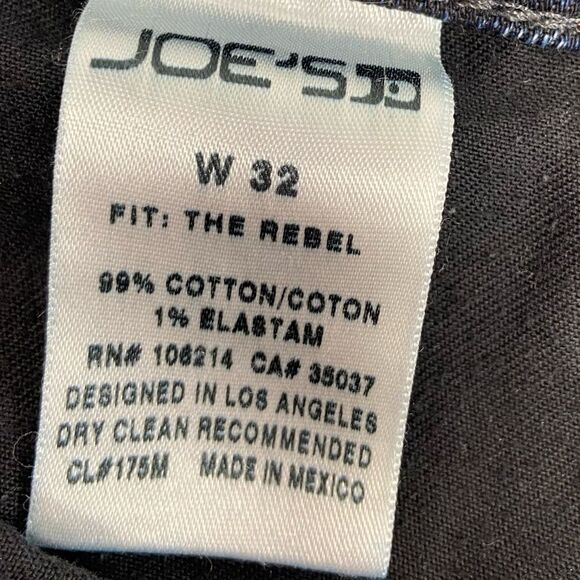 JOE'S
W 32
FIT: THE REBEL
99% COTTON/COTON
1% ELASTAM
RN# 106214 CA# 35037
DESIGNED IN LOS ANGELES
DRY CLEAN RECOMMENDED
CL#175M MADE IN MEXICO